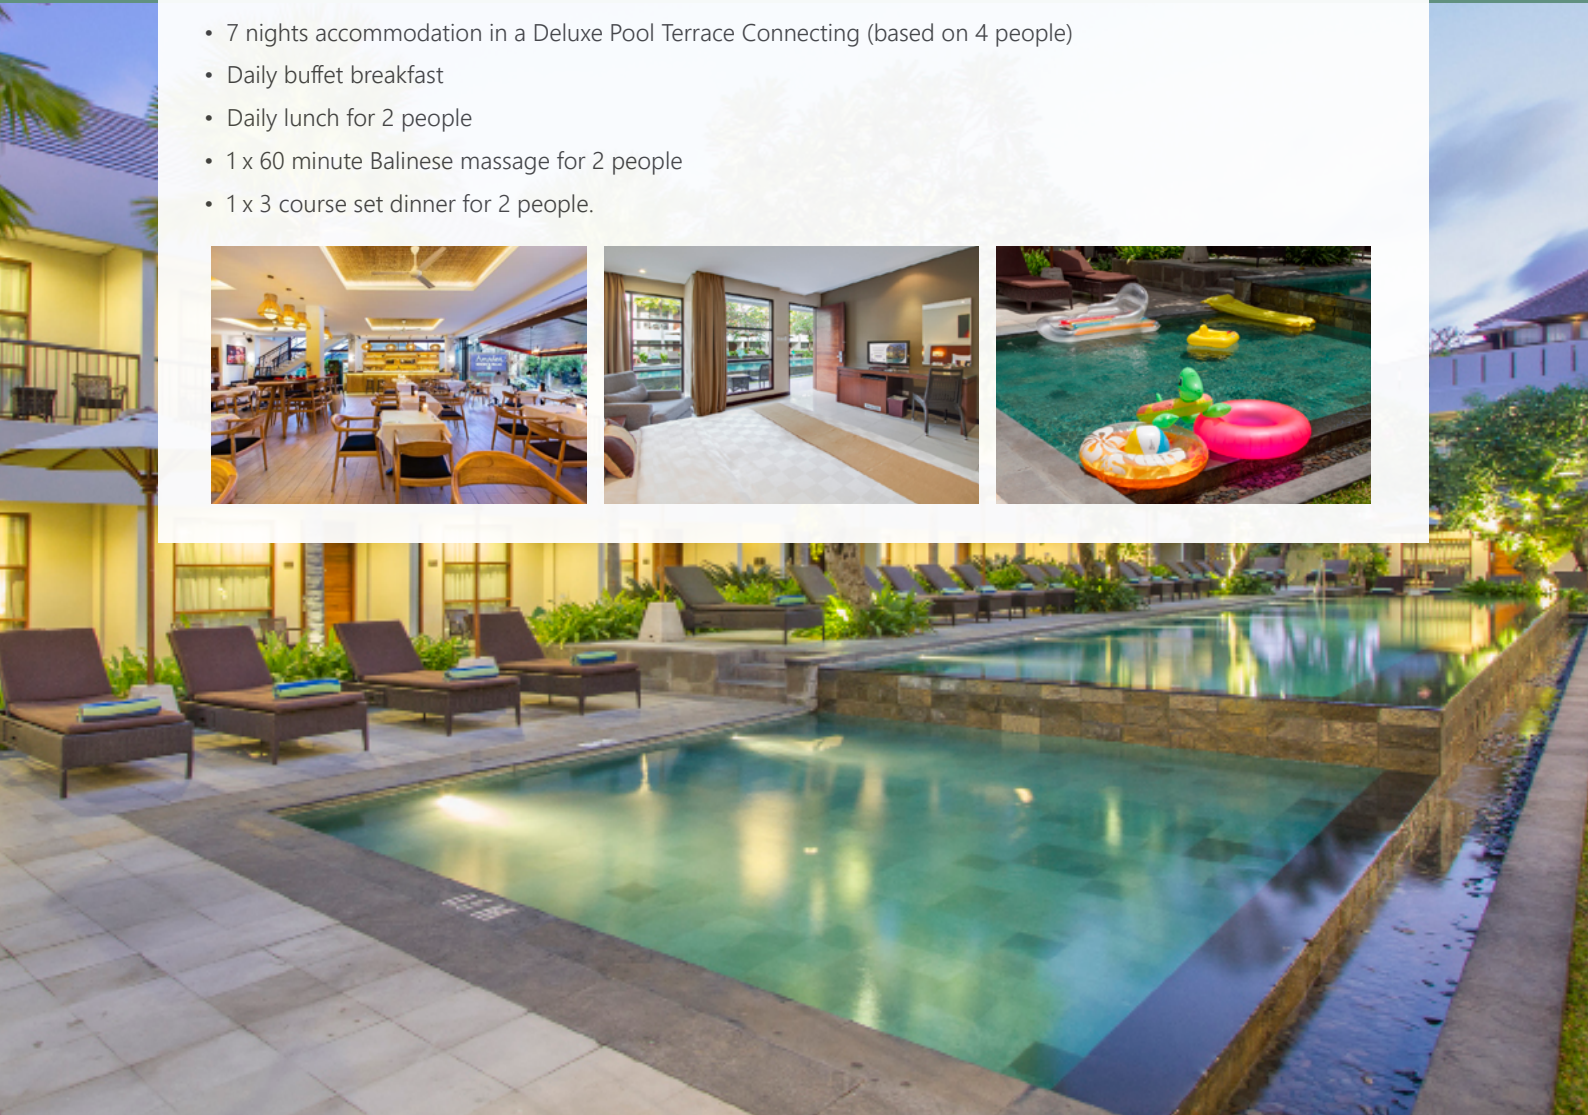 • 7 nights accommodation in a Deluxe Pool Terrace Connecting (based on 4 people)
• Daily buffet breakfast
• Daily lunch for 2 people
• 1 x 60 minute Balinese massage for 2 people
• 1 x 3 course set dinner for 2 people.